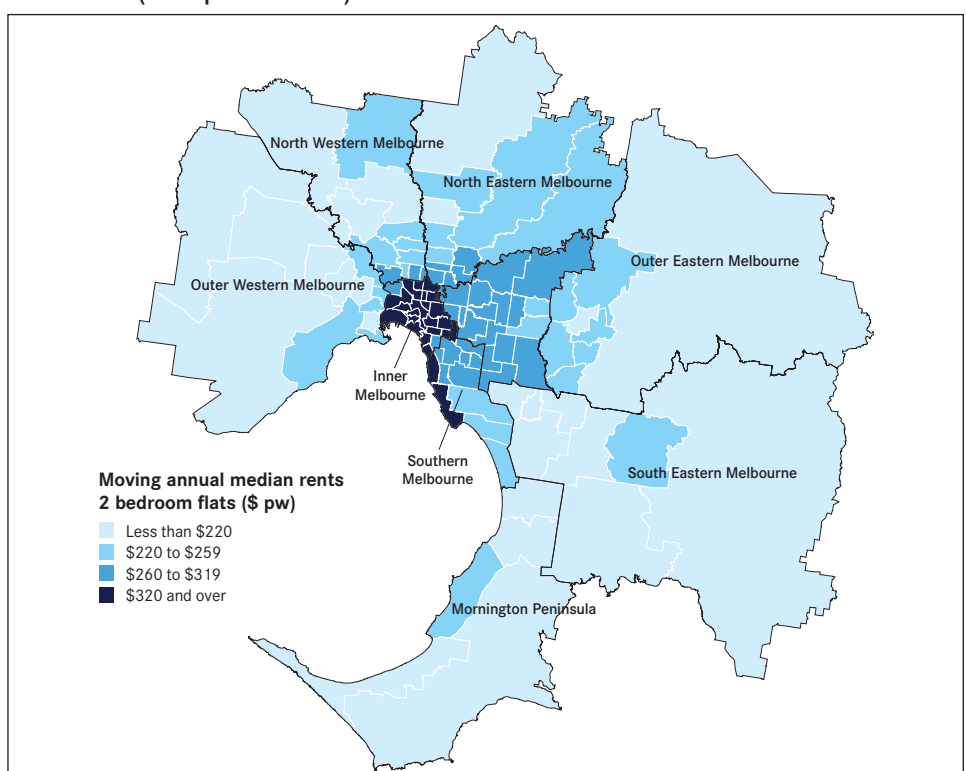 North Western Melbourne
North Eastern Melbourne
Outer Eastern Melbourne
Outer Western Melbourne
Inner
Melbourne
Southern
Melbourne
South Eastern Melbourne
Moving annual median rents
2 bedroom flats ($ pw)
Less than $220
$220 to $259
$260 to $319
$320 and over
Mornington Peninsula